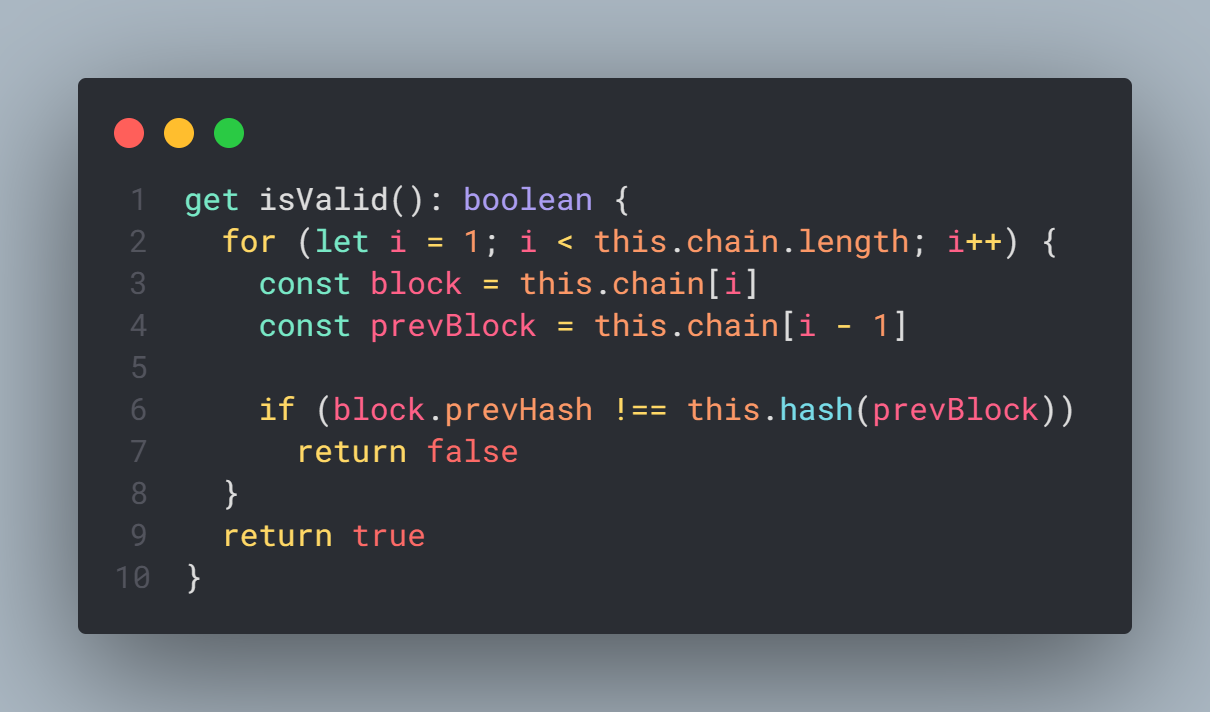 1 get isValid(): boolean {
2   for (let i = 1; i < this.chain.length; i++) {
3     const block = this.chain[i]
4     const prevBlock = this.chain[i - 1]
5
6     if (block.prevHash !== this.hash(prevBlock))
7       return false
8   }
9   return true
10 }